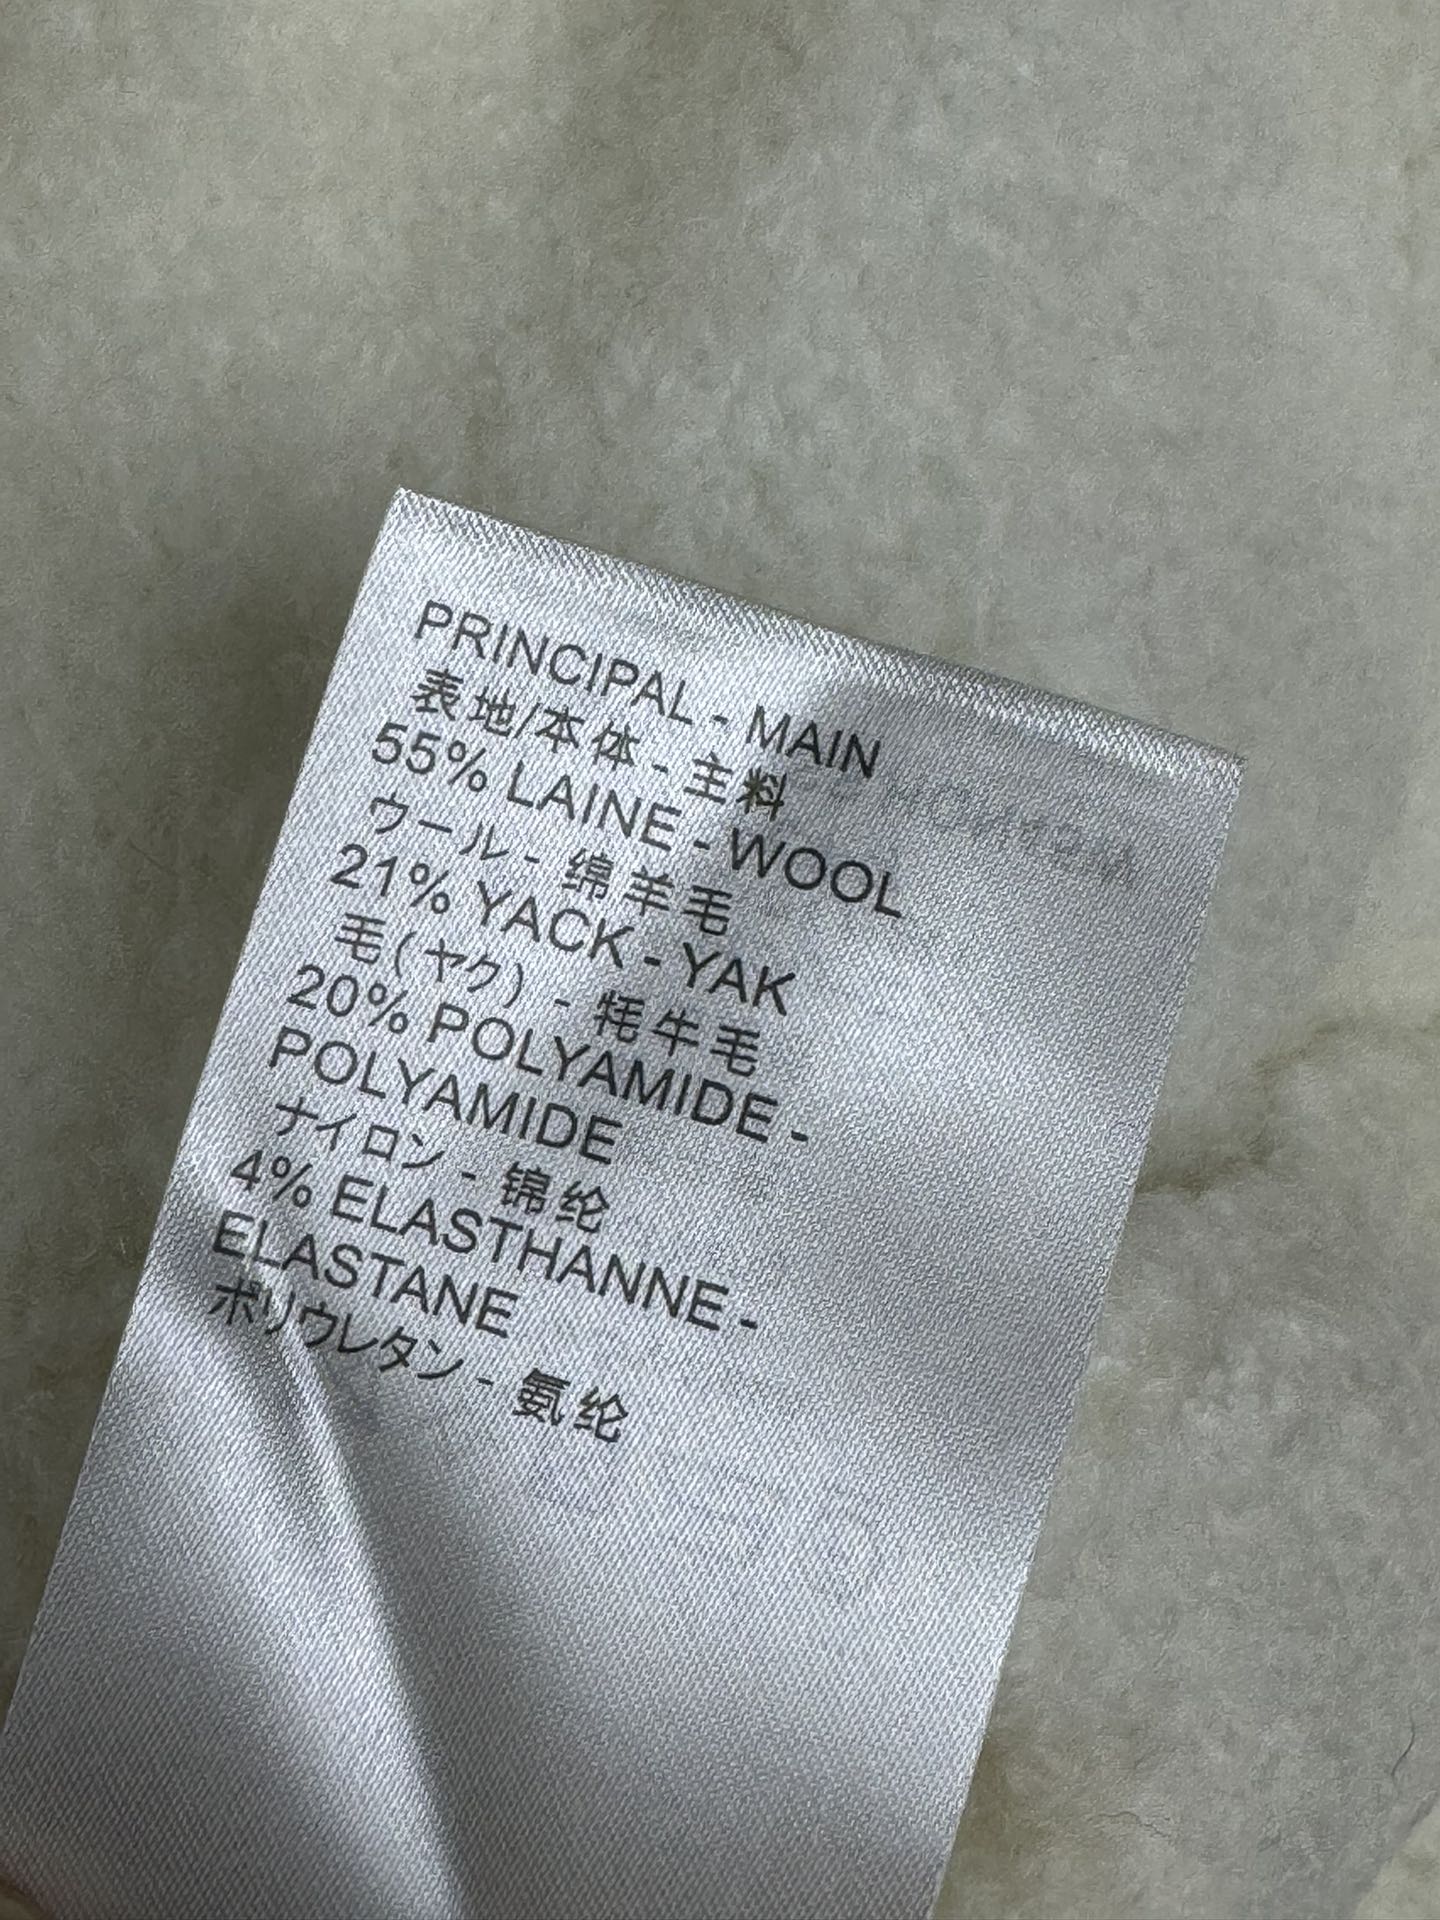 PRINCIPAL - MAIN
表地/本体 - 主料
55% LAINE - WOOL
ウール - 绵羊毛
21% YACK - YAK
毛(ヤク) - 牦牛毛
20% POLYAMIDE -
POLYAMIDE
ナイロン - 锦纶
4% ELASTHANNE -
ELASTANE
ポリウレタン - 氨纶